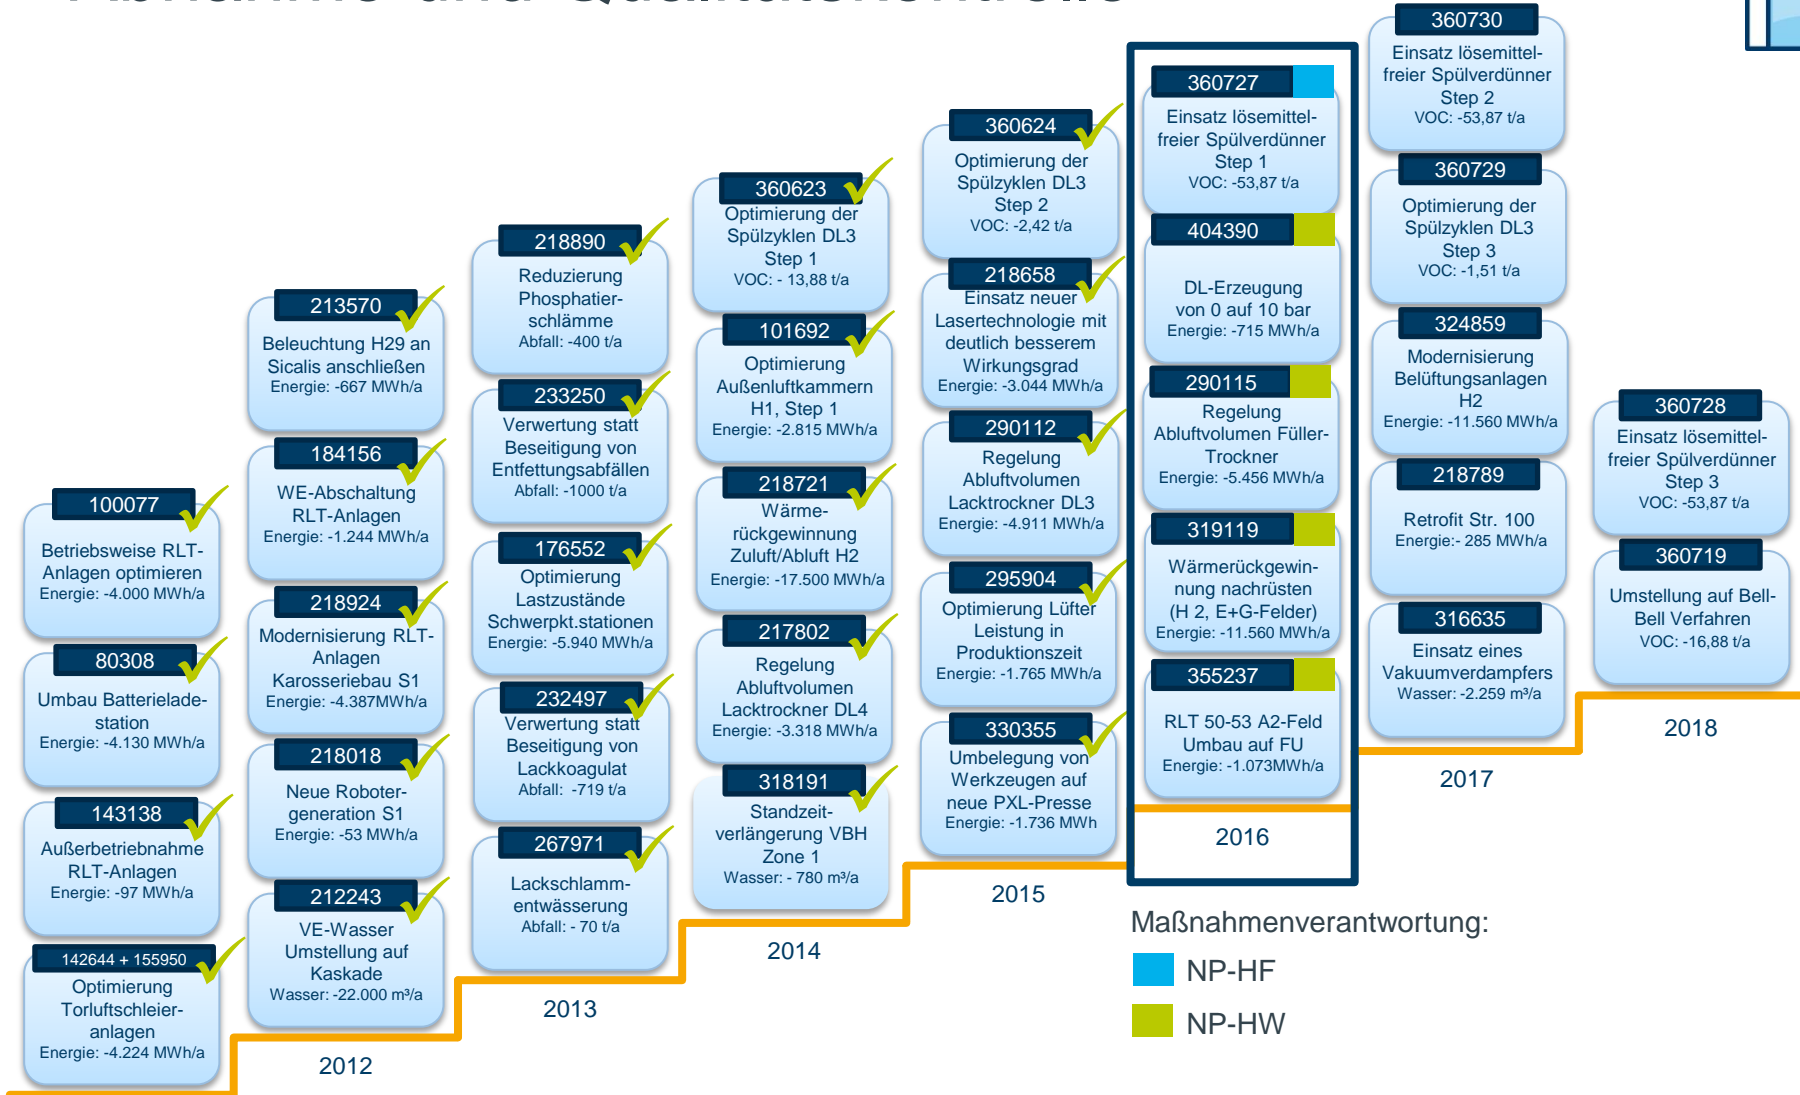 100077
Betriebsweise RLT-
Anlagen optimieren
Energie: -4.000 MWh/a
80308
Umbau Batterielade-
station
Energie: -4.130 MWh/a
143138
Außerbetriebnahme
RLT-Anlagen
Energie: -97 MWh/a
142644 + 155950
Optimierung
Torluftschleier-
anlagen
Energie: -4.224 MWh/a
213570
Beleuchtung H29 an
Sicalis anschließen
Energie: -667 MWh/a
184156
WE-Abschaltung
RLT-Anlagen
Energie: -1.244 MWh/a
218924
Modernisierung RLT-
Anlagen
Karosseriebau S1
Energie: -4.387MWh/a
218018
Neue Roboter-
generation S1
Energie: -53 MWh/a
212243
VE-Wasser
Umstellung auf
Kaskade
Wasser: -22.000 m³/a
2012
218890
Reduzierung
Phosphatier-
schlämme
Abfall: -400 t/a
233250
Verwertung statt
Beseitigung von
Entfettungsabfällen
Abfall: -1000 t/a
176552
Optimierung
Lastzustände
Schwerpkt.stationen
Energie: -5.940 MWh/a
232497
Verwertung statt
Beseitigung von
Lackkoagulat
Abfall: -719 t/a
267971
Lackschlamm-
entwässerung
Abfall: - 70 t/a
2013
360623
Optimierung der
Spülzyklen DL3
Step 1
VOC: - 13,88 t/a
101692
Optimierung
Außenluftkammern
H1, Step 1
Energie: -2.815 MWh/a
218721
Wärme-
rückgewinnung
Zuluft/Abluft H2
Energie: -17.500 MWh/a
217802
Regelung
Abluftvolumen
Lacktrockner DL4
Energie: -3.318 MWh/a
318191
Standzeit-
verlängerung VBH
Zone 1
Wasser: - 780 m³/a
2014
360624
Optimierung der
Spülzyklen DL3
Step 2
VOC: -2,42 t/a
218658
Einsatz neuer
Lasertechnologie mit
deutlich besserem
Wirkungsgrad
Energie: -3.044 MWh/a
290112
Regelung
Abluftvolumen
Lacktrockner DL3
Energie: -4.911 MWh/a
295904
Optimierung Lüfter
Leistung in
Produktionszeit
Energie: -1.765 MWh/a
330355
Umbelegung von
Werkzeugen auf
neue PXL-Presse
Energie: -1.736 MWh
2015
360727
Einsatz lösemittel-
freier Spülverdünner
Step 1
VOC: -53,87 t/a
404390
DL-Erzeugung
von 0 auf 10 bar
Energie: -715 MWh/a
290115
Regelung
Abluftvolumen Füller-
Trockner
Energie: -5.456 MWh/a
319119
Wärmerückgewin-
nung nachrüsten
(H 2, E+G-Felder)
Energie: -11.560 MWh/a
355237
RLT 50-53 A2-Feld
Umbau auf FU
Energie: -1.073MWh/a
2016
360730
Einsatz lösemittel-
freier Spülverdünner
Step 2
VOC: -53,87 t/a
360729
Optimierung der
Spülzyklen DL3
Step 3
VOC: -1,51 t/a
324859
Modernisierung
Belüftungsanlagen
H2
Energie: -11.560 MWh/a
218789
Retrofit Str. 100
Energie:- 285 MWh/a
316635
Einsatz eines
Vakuumverdampfers
Wasser: -2.259 m³/a
2017
360728
Einsatz lösemittel-
freier Spülverdünner
Step 3
VOC: -53,87 t/a
360719
Umstellung auf Bell-
Bell Verfahren
VOC: -16,88 t/a
2018
Maßnahmenverantwortung:
NP-HF
NP-HW